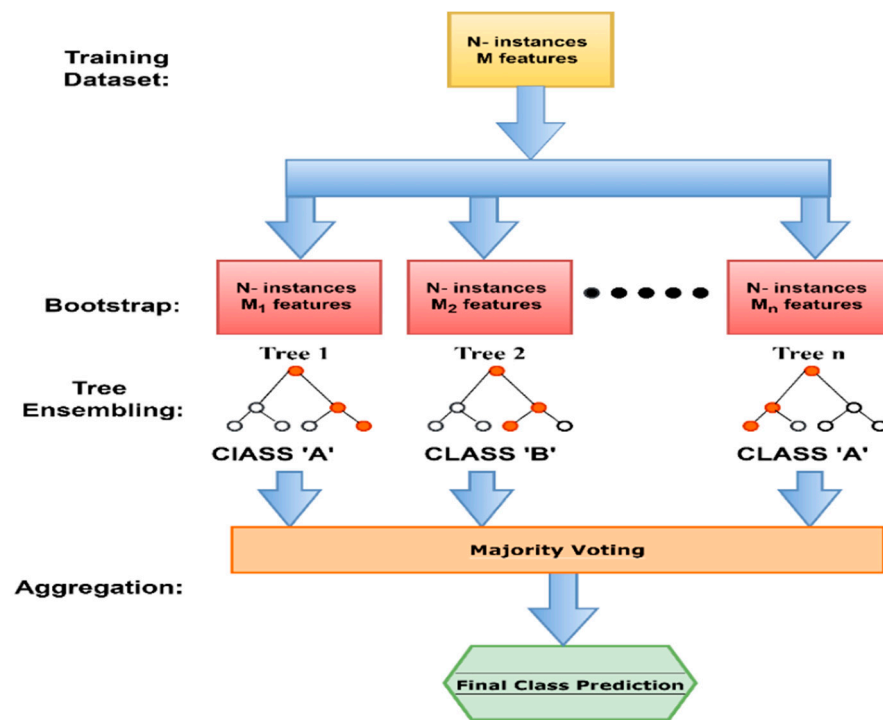 Training
Dataset:
N- instances
M features
Bootstrap:
N- instances
M₁ features
N- instances
M₂ features
N- instances
Mₙ features
Tree
Ensembling:
Tree 1
Tree 2
Tree n
ClASS 'A'
CLASS 'B'
CLASS 'A'
Aggregation:
Majority Voting
Final Class Prediction